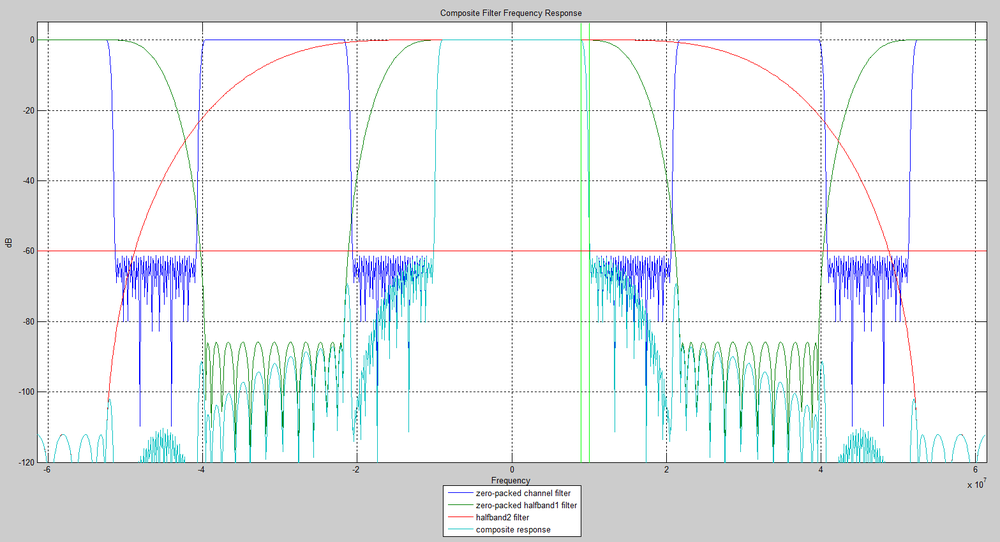 Composite Filter Frequency Response
0
-20
-40
-60
-80
-100
-120
dB
-6
-4
-2
0
2
4
6
Frequency
x 10^7
zero-packed channel filter
zero-packed halfband1 filter
halfband2 filter
composite response